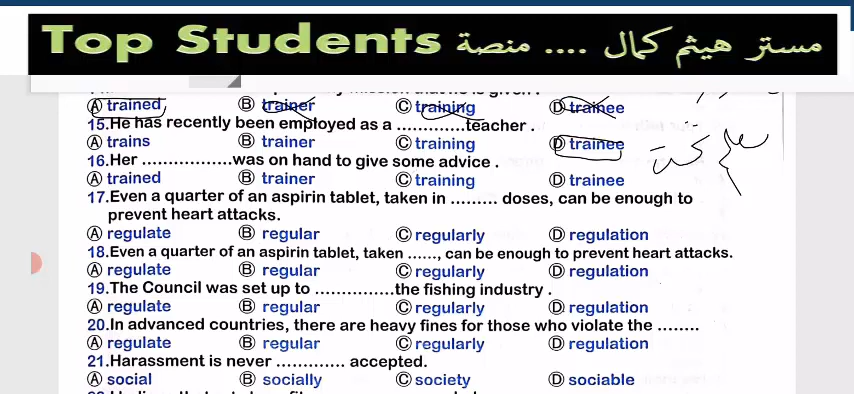 Top Students مستر هيثم كمال .... منصة
Ⓐ trained Ⓑ trainer Ⓒ training Ⓓ trainee
15.He has recently been employed as a .............teacher .
Ⓐ trains Ⓑ trainer Ⓒ training Ⓓ trainee
16.Her .................was on hand to give some advice .
Ⓐ trained Ⓑ trainer Ⓒ training Ⓓ trainee
17.Even a quarter of an aspirin tablet, taken in ......... doses, can be enough to
prevent heart attacks.
Ⓐ regulate Ⓑ regular Ⓒ regularly Ⓓ regulation
18.Even a quarter of an aspirin tablet, taken ......, can be enough to prevent heart attacks.
Ⓐ regulate Ⓑ regular Ⓒ regularly Ⓓ regulation
19.The Council was set up to ...............the fishing industry .
Ⓐ regulate Ⓑ regular Ⓒ regularly Ⓓ regulation
20.In advanced countries, there are heavy fines for those who violate the ........
Ⓐ regulate Ⓑ regular Ⓒ regularly Ⓓ regulation
21.Harassment is never ............. accepted.
Ⓐ social Ⓑ socially Ⓒ society Ⓓ sociable